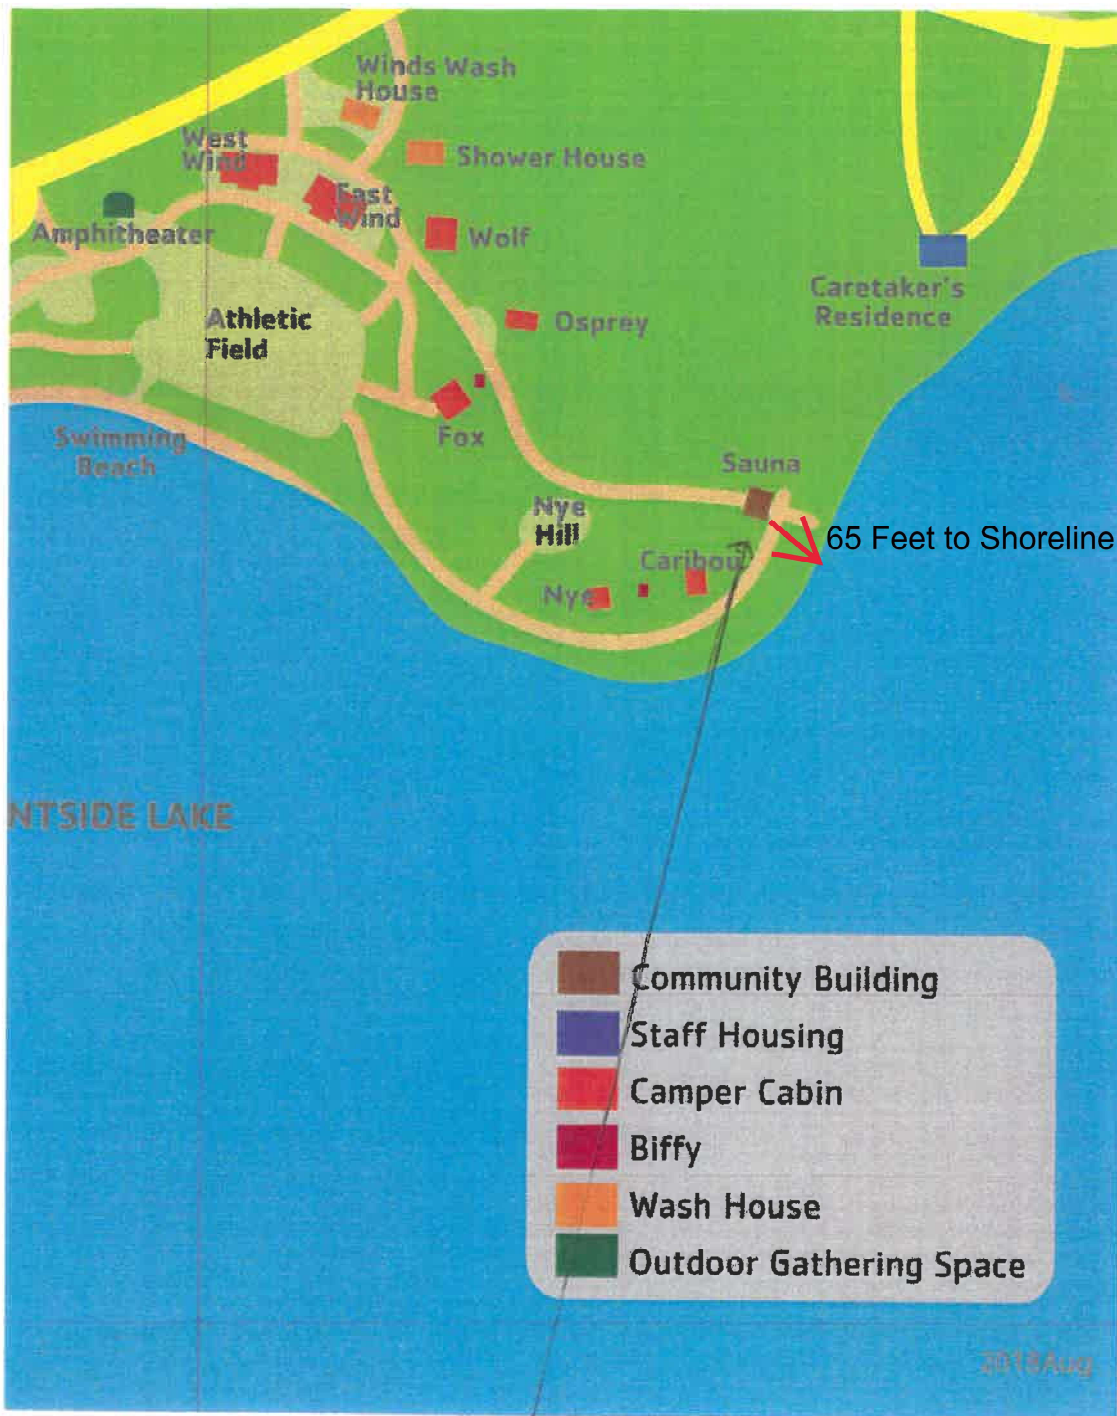 Winds Wash
House
West
Wind
Shower House
East
Wind
Wolf
Amphitheater
Caretaker's
Residence
Athletic
Field
Osprey
Fox
Swimming
Beach
Sauna
Nye
Hill
65 Feet to Shoreline
Caribou
Nye
NTSIDE LAKE
Community Building
Staff Housing
Camper Cabin
Biffy
Wash House
Outdoor Gathering Space
2018Aug